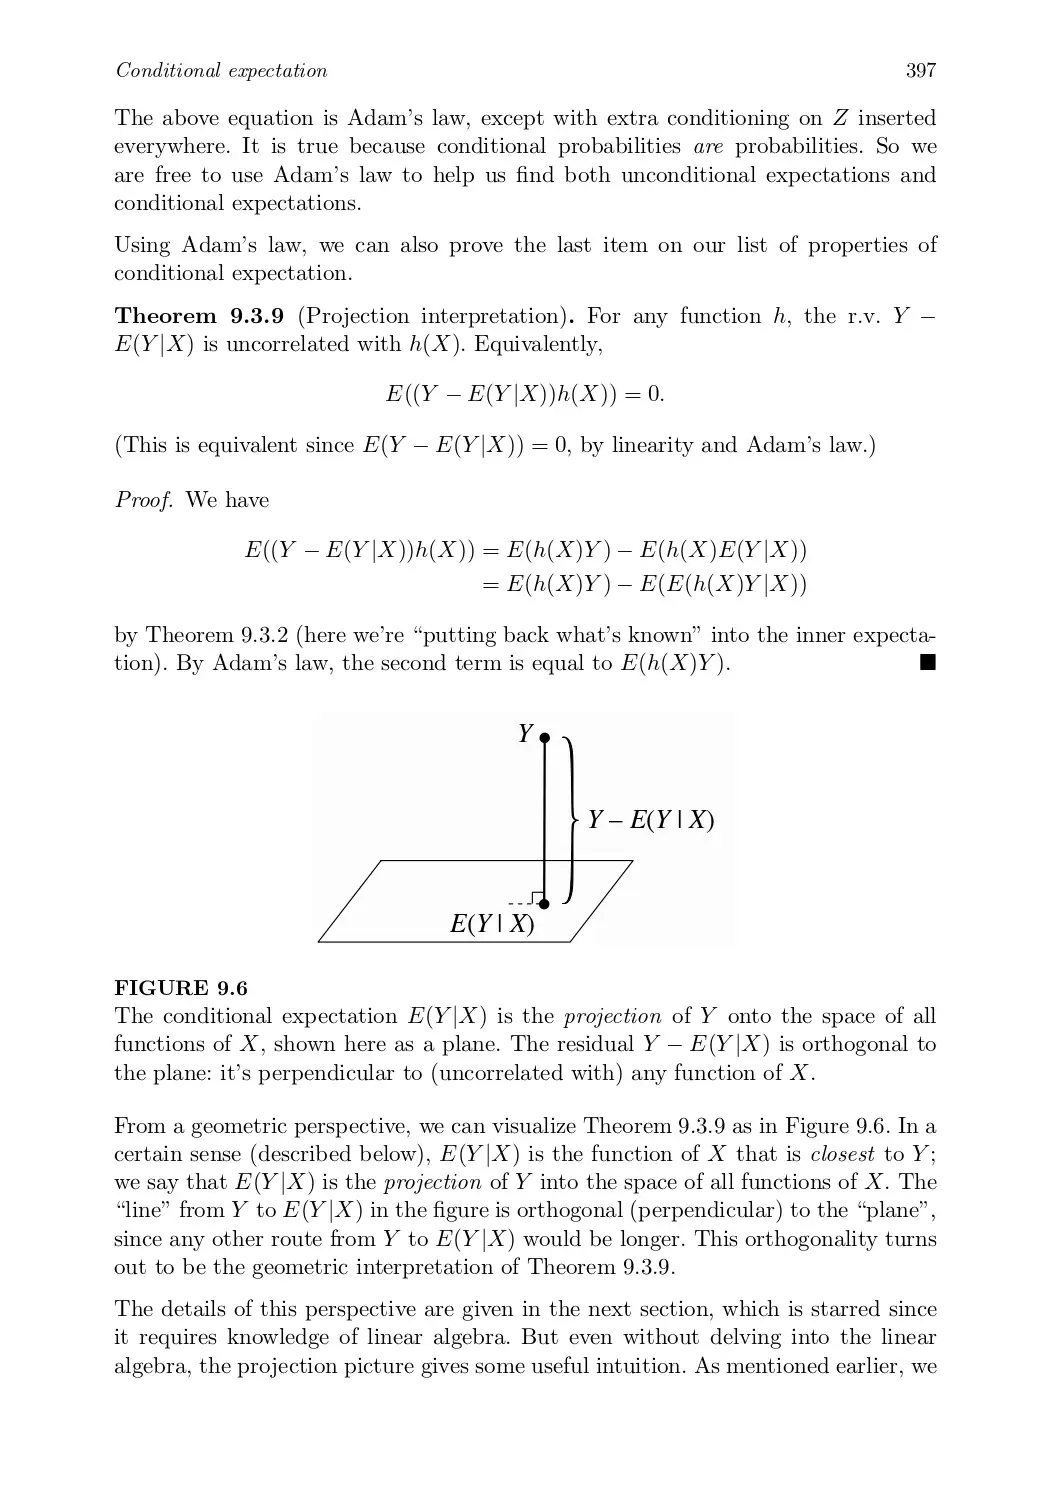 Conditional expectation 397
The above equation is Adam's law, except with extra conditioning on Z inserted
everywhere. It is true because conditional probabilities are probabilities. So we
are free to use Adam's law to help us find both unconditional expectations and
conditional expectations.
Using Adam's law, we can also prove the last item on our list of properties of
conditional expectation.
Theorem 9.3.9 (Projection interpretation). For any function h, the r.v. Y −
E(Y|X) is uncorrelated with h(X). Equivalently,
E((Y − E(Y|X))h(X)) = 0.
(This is equivalent since E(Y − E(Y|X)) = 0, by linearity and Adam's law.)
Proof. We have
E((Y − E(Y|X))h(X)) = E(h(X)Y) − E(h(X)E(Y|X))
= E(h(X)Y) − E(E(h(X)Y|X))
by Theorem 9.3.2 (here we're “putting back what's known” into the inner expecta-
tion). By Adam's law, the second term is equal to E(h(X)Y). ■
Y
Y – E(Y | X)
E(Y | X)
FIGURE 9.6
The conditional expectation E(Y|X) is the projection of Y onto the space of all
functions of X, shown here as a plane. The residual Y − E(Y|X) is orthogonal to
the plane: it's perpendicular to (uncorrelated with) any function of X.
From a geometric perspective, we can visualize Theorem 9.3.9 as in Figure 9.6. In a
certain sense (described below), E(Y|X) is the function of X that is closest to Y;
we say that E(Y|X) is the projection of Y into the space of all functions of X. The
“line” from Y to E(Y|X) in the figure is orthogonal (perpendicular) to the “plane”,
since any other route from Y to E(Y|X) would be longer. This orthogonality turns
out to be the geometric interpretation of Theorem 9.3.9.
The details of this perspective are given in the next section, which is starred since
it requires knowledge of linear algebra. But even without delving into the linear
algebra, the projection picture gives some useful intuition. As mentioned earlier, we